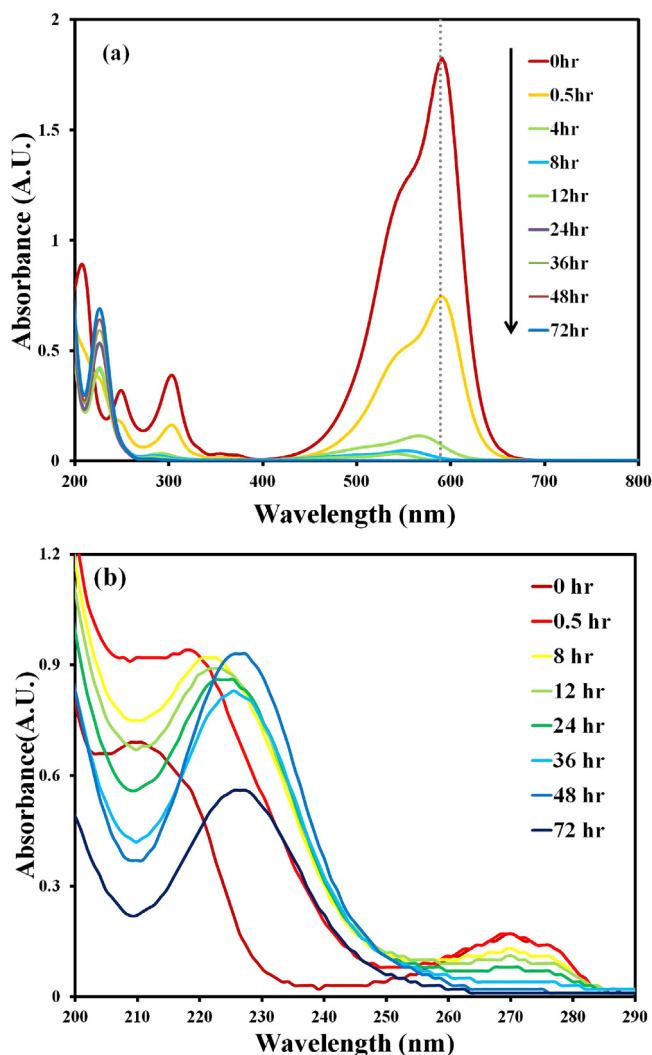 (a)
Absorbance (A.U.)
2
1.5
1
0.5
0
200 300 400 500 600 700 800
Wavelength (nm)
0hr
0.5hr
4hr
8hr
12hr
24hr
36hr
48hr
72hr
(b)
Absorbance(A.U.)
1.2
0.9
0.6
0.3
0
200 210 220 230 240 250 260 270 280 290
Wavelength (nm)
0 hr
0.5 hr
8 hr
12 hr
24 hr
36 hr
48 hr
72 hr